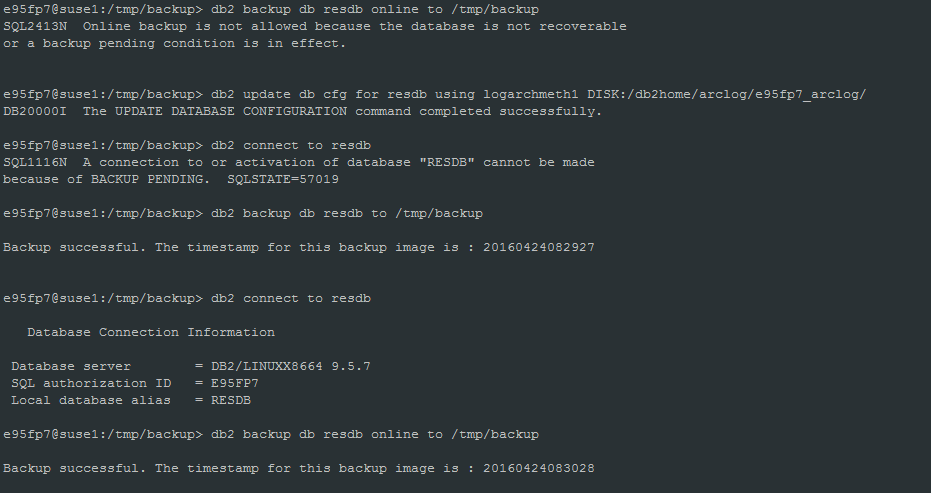 e95fp7@suse1:/tmp/backup> db2 backup db resdb online to /tmp/backup
SQL2413N  Online backup is not allowed because the database is not recoverable
or a backup pending condition is in effect.
e95fp7@suse1:/tmp/backup> db2 update db cfg for resdb using logarchmeth1 DISK:/db2home/arclog/e95fp7_arclog/
DB20000I  The UPDATE DATABASE CONFIGURATION command completed successfully.
e95fp7@suse1:/tmp/backup> db2 connect to resdb
SQL1116N  A connection to or activation of database "RESDB" cannot be made
because of BACKUP PENDING.  SQLSTATE=57019
e95fp7@suse1:/tmp/backup> db2 backup db resdb to /tmp/backup
Backup successful. The timestamp for this backup image is : 20160424082927
e95fp7@suse1:/tmp/backup> db2 connect to resdb
   Database Connection Information
 Database server        = DB2/LINUXX8664 9.5.7
 SQL authorization ID   = E95FP7
 Local database alias   = RESDB
e95fp7@suse1:/tmp/backup> db2 backup db resdb online to /tmp/backup
Backup successful. The timestamp for this backup image is : 20160424083028